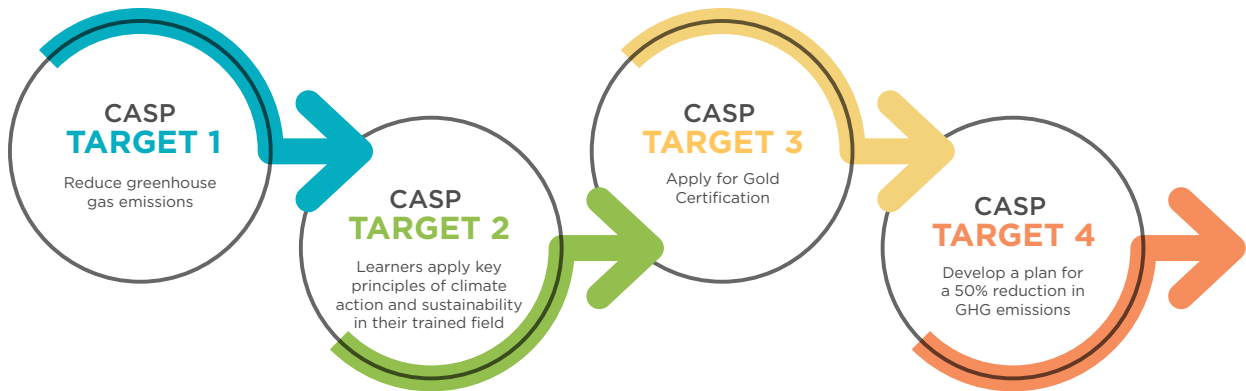 CASP
TARGET 1
Reduce greenhouse
gas emissions
CASP
TARGET 2
Learners apply key
principles of climate
action and sustainability
in their trained field
CASP
TARGET 3
Apply for Gold
Certification
CASP
TARGET 4
Develop a plan for
a 50% reduction in
GHG emissions